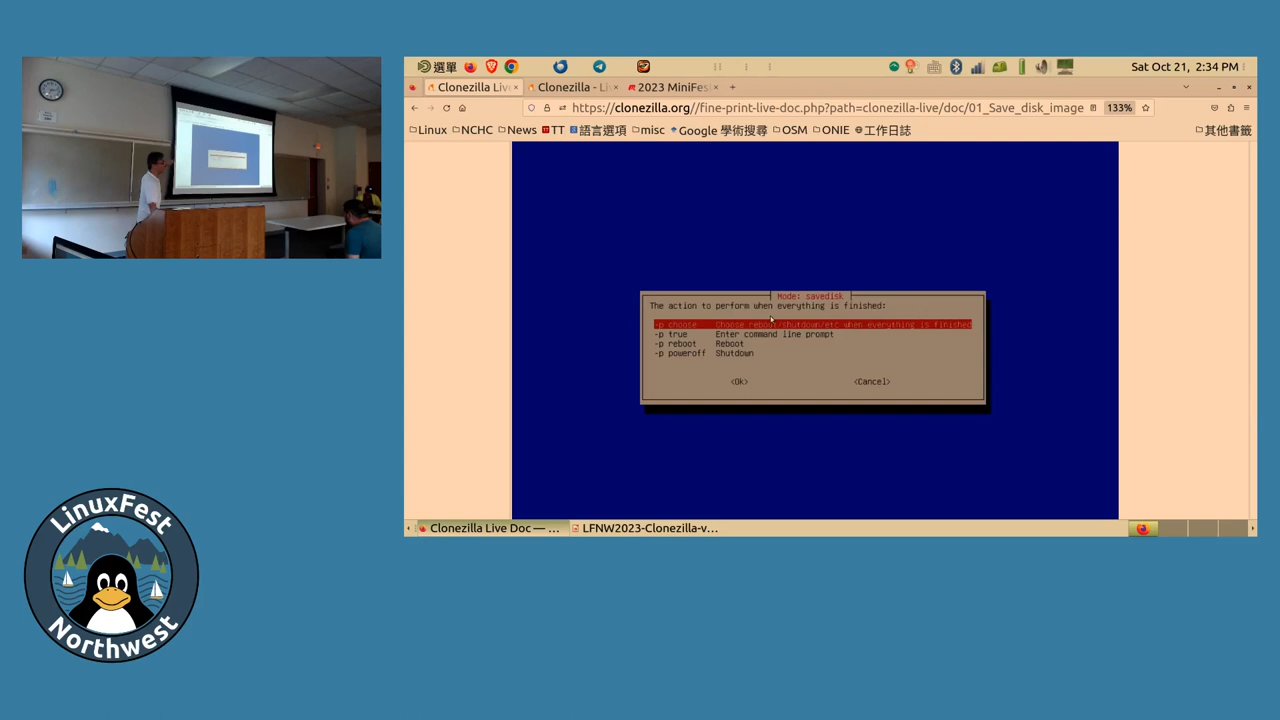 選單
Sat Oct 21, 2:34 PM
Clonezilla Li
Clonezilla - Li
2023 MiniFes
https://clonezilla.org//fine-print-live-doc.php?path=clonezilla-live/doc/01_Save_disk_image
133%
Linux NCHC News TT 語言選項 misc Google 學術搜尋 OSM ONIE 工作日誌 其他書籤
Mode: savedisk
The action to perform when everything is finished:
-p choose Choose reboot/shutdown/etc when everything is finished
-p true Enter command line prompt
-p reboot Reboot
-p poweroff Shutdown
<Ok> <Cancel>
Clonezilla Live Doc — ...
LFNW2023-Clonezilla-v...
LinuxFest
Northwest